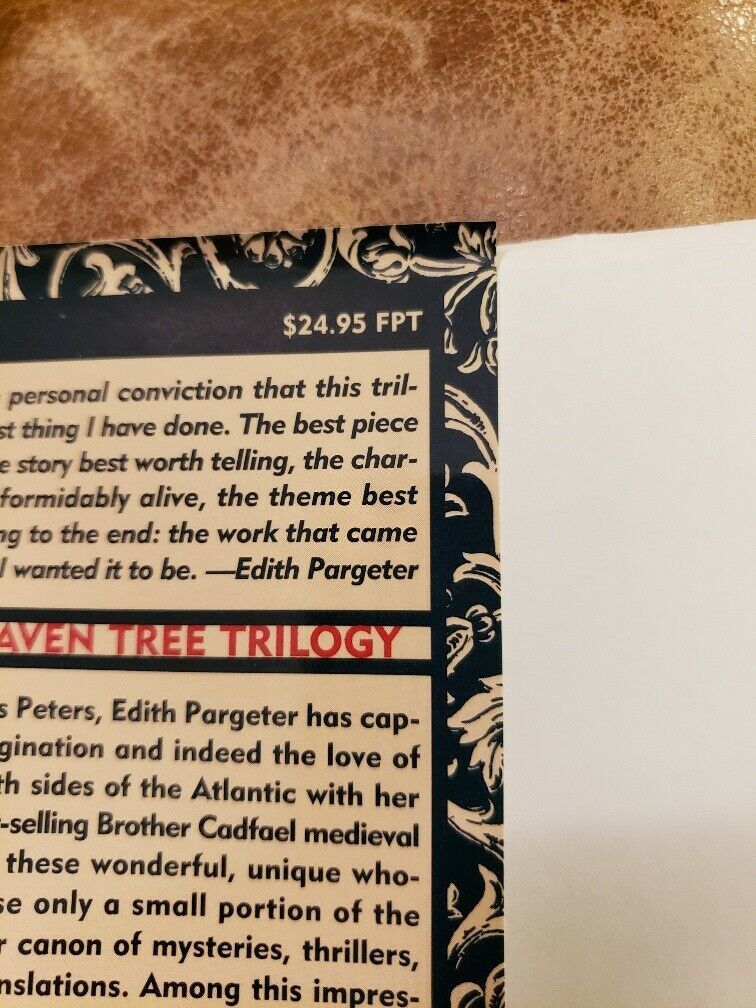 $24.95 FPT
personal conviction that this tril-
st thing I have done. The best piece
e story best worth telling, the char-
formidably alive, the theme best
ng to the end: the work that came
I wanted it to be. —Edith Pargeter
AVEN TREE TRILOGY
s Peters, Edith Pargeter has cap-
gination and indeed the love of
th sides of the Atlantic with her
-selling Brother Cadfael medieval
these wonderful, unique who-
se only a small portion of the
r canon of mysteries, thrillers,
nslations. Among this impres-